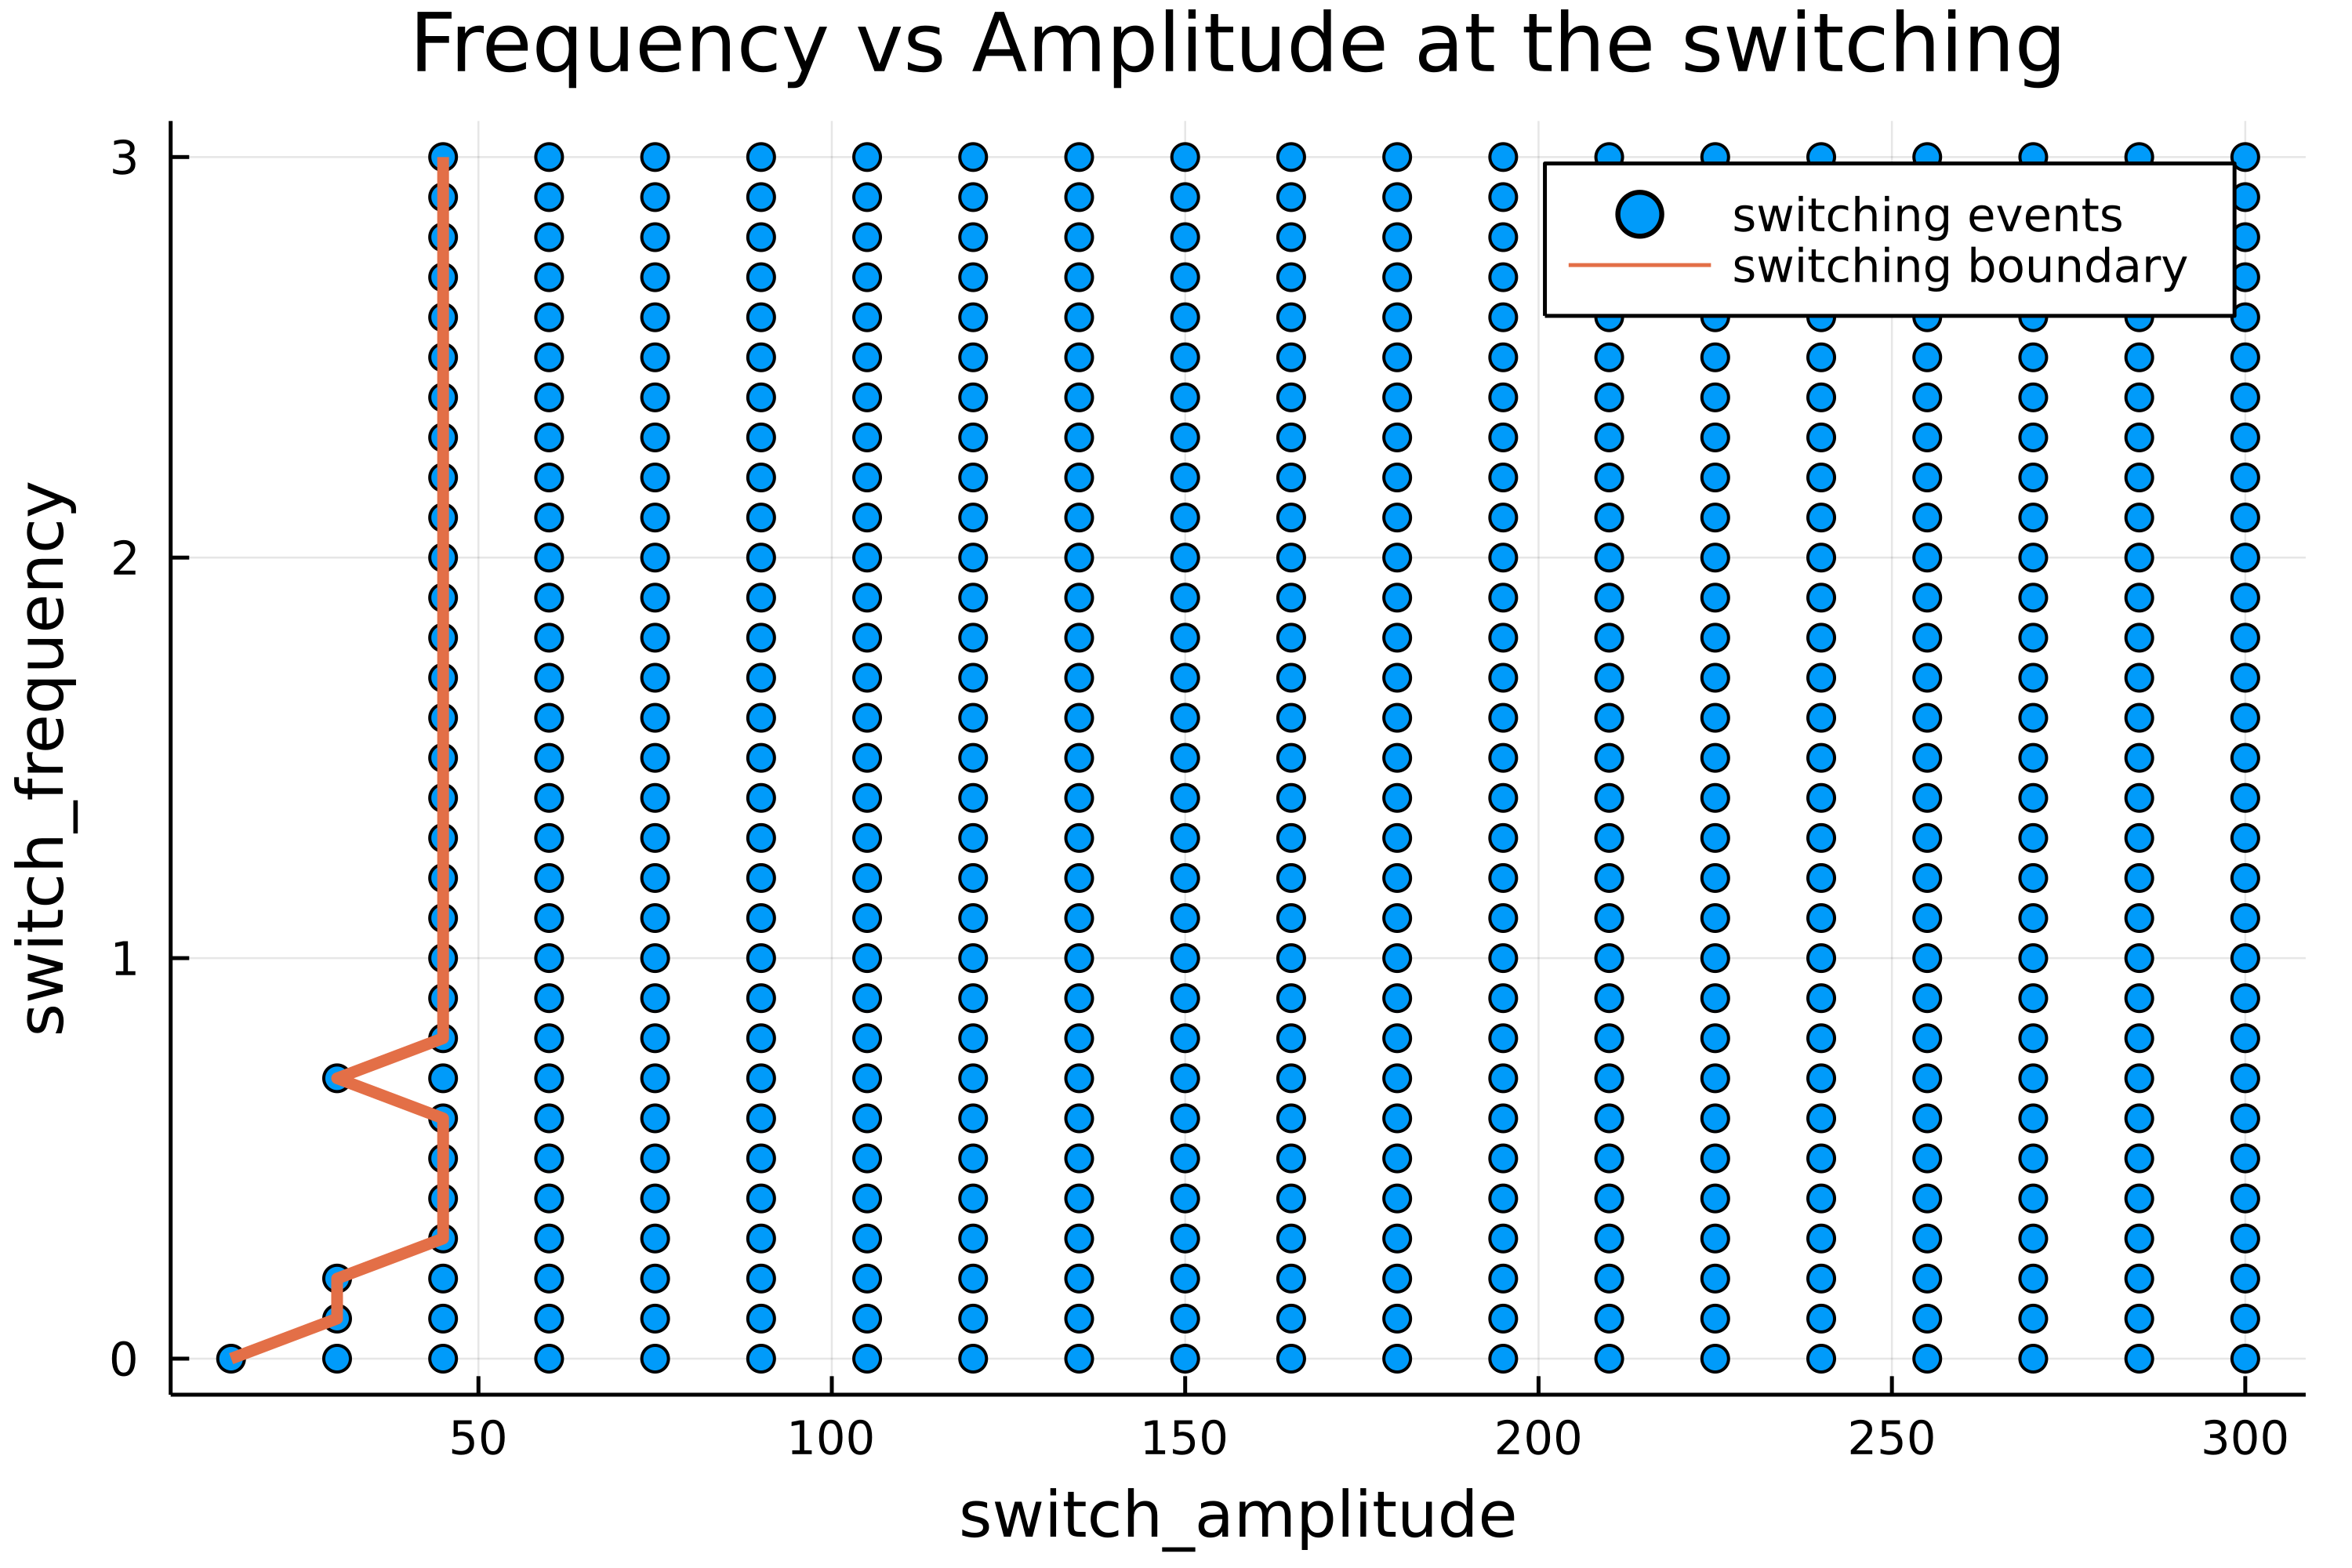 Frequency vs Amplitude at the switching
switching events
switching boundary
3
2
1
0
switch_frequency
50 100 150 200 250 300
switch_amplitude